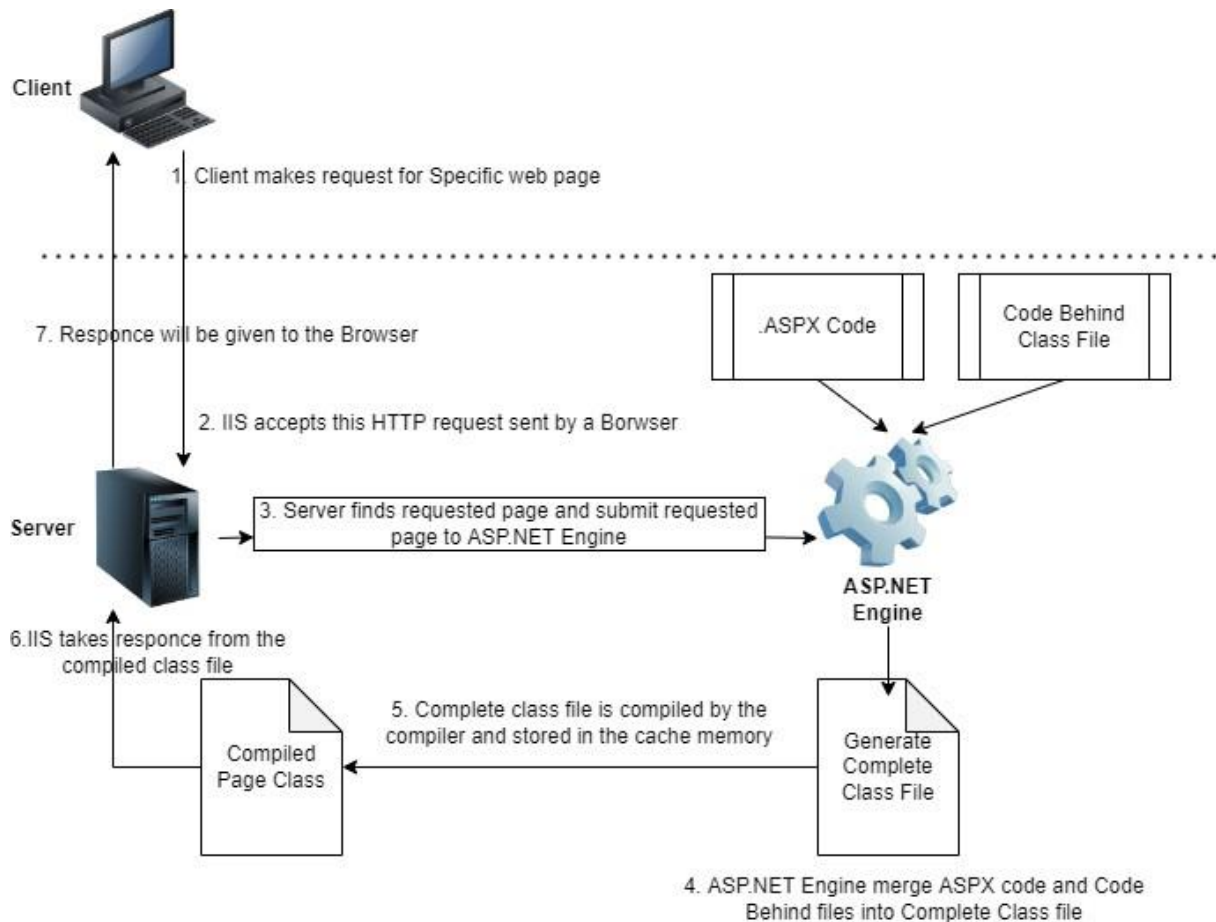 Client
1. Client makes request for Specific web page
.ASPX Code
Code Behind
Class File
7. Responce will be given to the Browser
2. IIS accepts this HTTP request sent by a Borwser
Server
3. Server finds requested page and submit requested
page to ASP.NET Engine
ASP.NET
Engine
6.IIS takes responce from the
compiled class file
5. Complete class file is compiled by the
compiler and stored in the cache memory
Compiled
Page Class
Generate
Complete
Class File
4. ASP.NET Engine merge ASPX code and Code
Behind files into Complete Class file